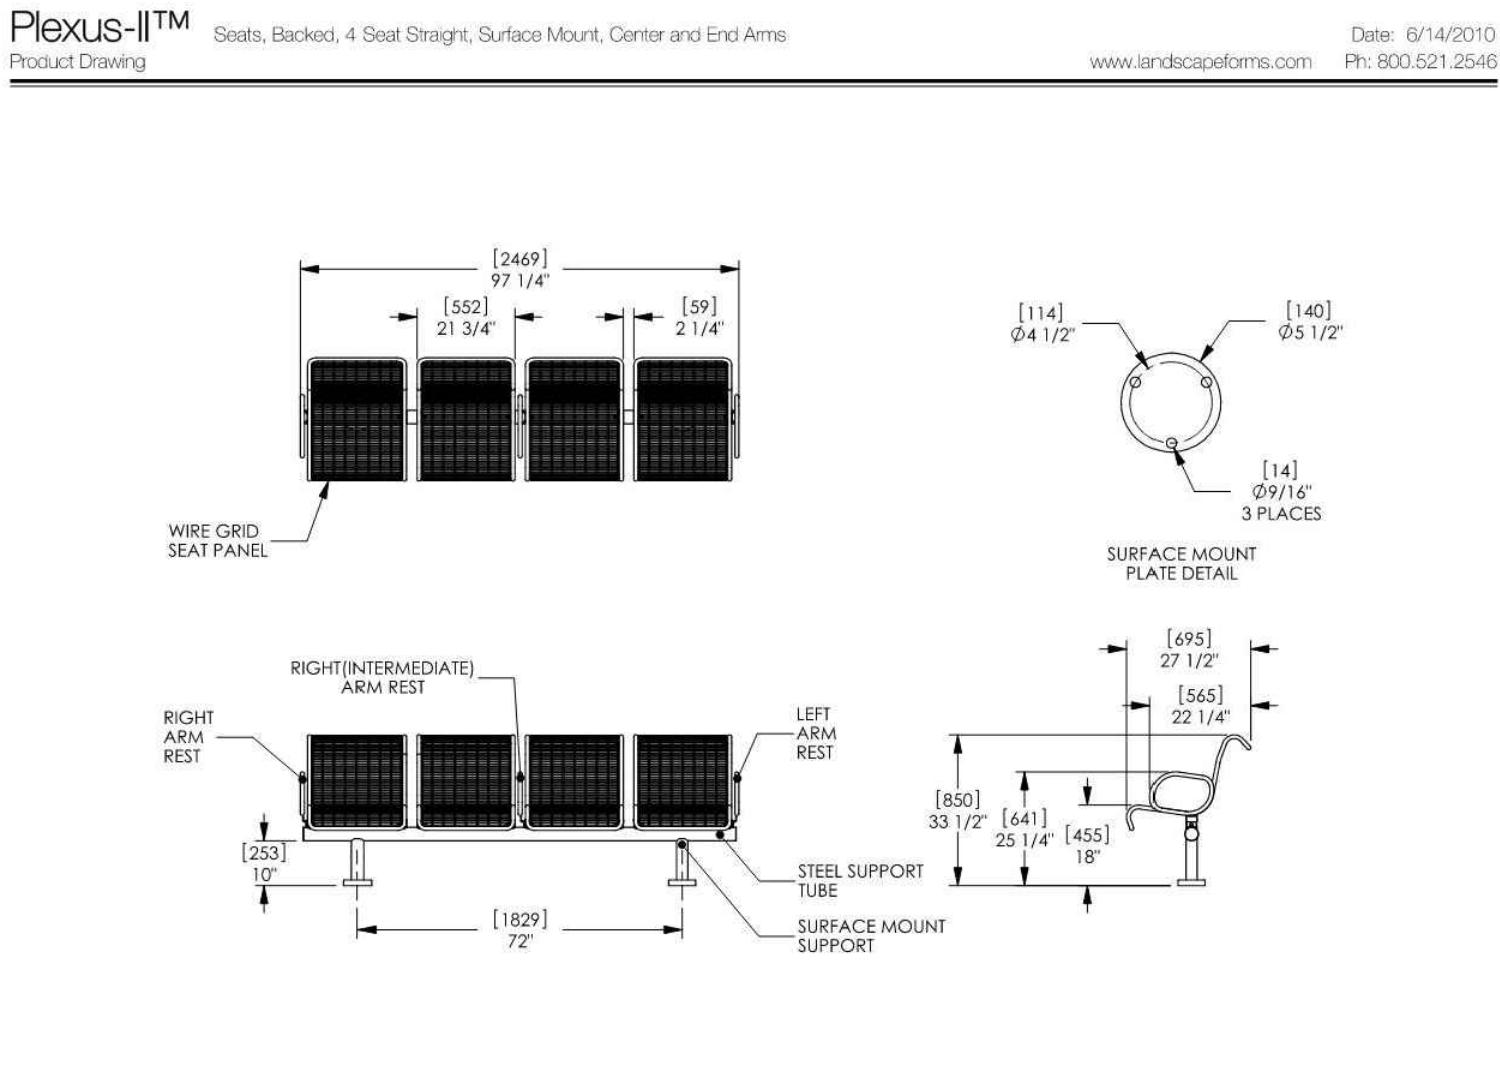 Plexus-II™ Seats, Backed, 4 Seat Straight, Surface Mount, Center and End Arms Date: 6/14/2010
Product Drawing www.landscapeforms.com Ph: 800.521.2546
[2469]
97 1/4"
[552]
21 3/4"
[59]
2 1/4"
WIRE GRID
SEAT PANEL
[114]
Ø4 1/2"
[140]
Ø5 1/2"
[14]
Ø9/16"
3 PLACES
SURFACE MOUNT
PLATE DETAIL
RIGHT(INTERMEDIATE)
ARM REST
RIGHT
ARM
REST
LEFT
ARM
REST
[253]
10"
[1829]
72"
STEEL SUPPORT
TUBE
SURFACE MOUNT
SUPPORT
[695]
27 1/2"
[565]
22 1/4"
[850]
33 1/2"
[641]
25 1/4"
[455]
18"